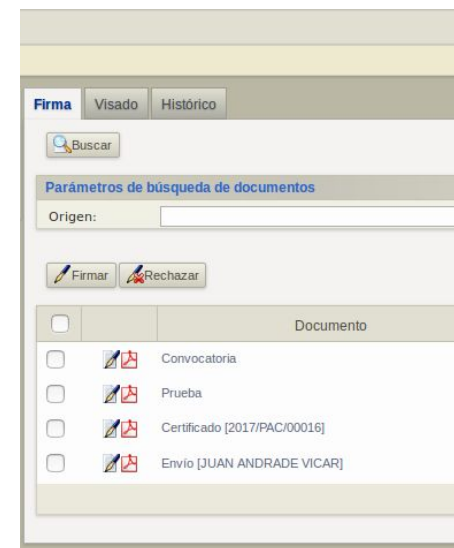 Firma Visado Histórico
Buscar
Parámetros de búsqueda de documentos
Origen:
Firmar Rechazar
Documento
Convocatoria
Prueba
Certificado [2017/PAC/00016]
Envío [JUAN ANDRADE VICAR]